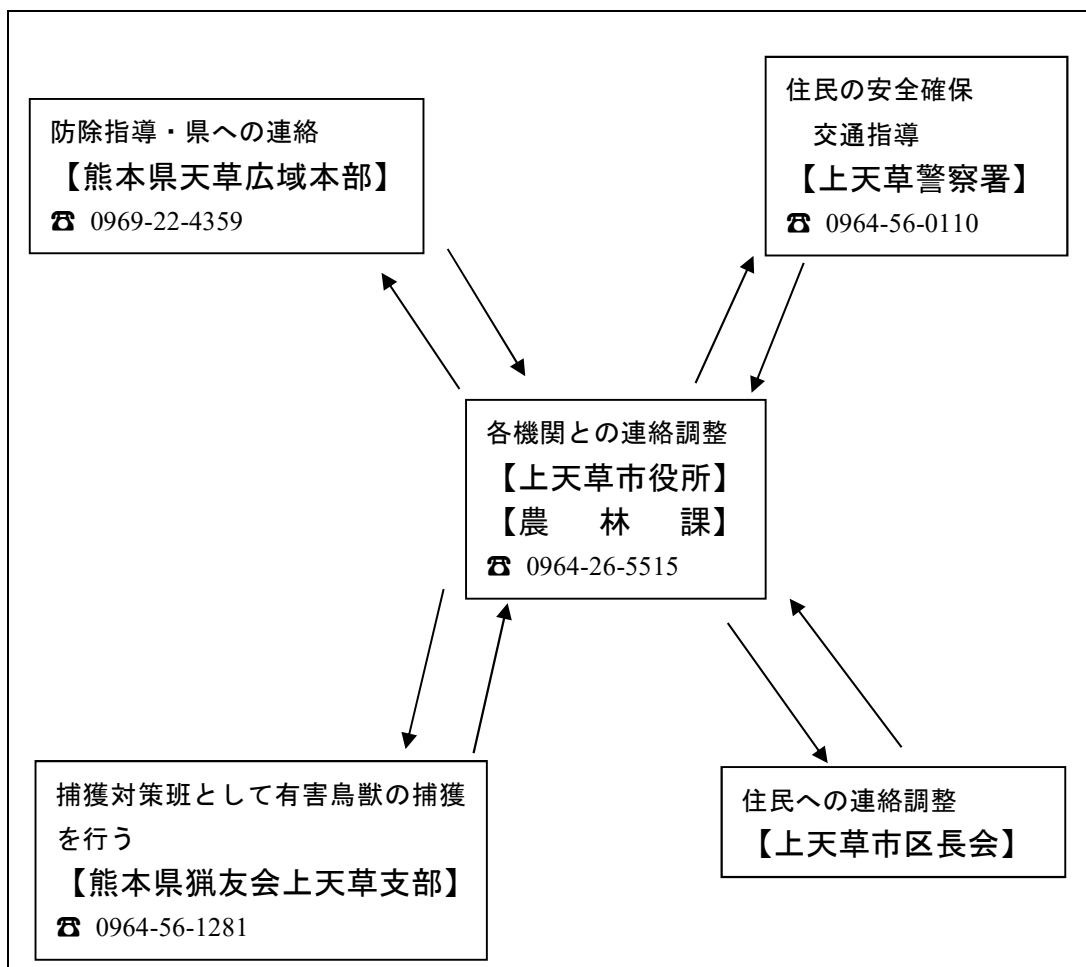 防除指導・県への連絡
【熊本県天草広域本部】
☎ 0969-22-4359
住民の安全確保
交通指導
【上天草警察署】
☎ 0964-56-0110
各機関との連絡調整
【上天草市役所】
【農 林 課】
☎ 0964-26-5515
捕獲対策班として有害鳥獣の捕獲
を行う
【熊本県猟友会上天草支部】
☎ 0964-56-1281
住民への連絡調整
【上天草市区長会】